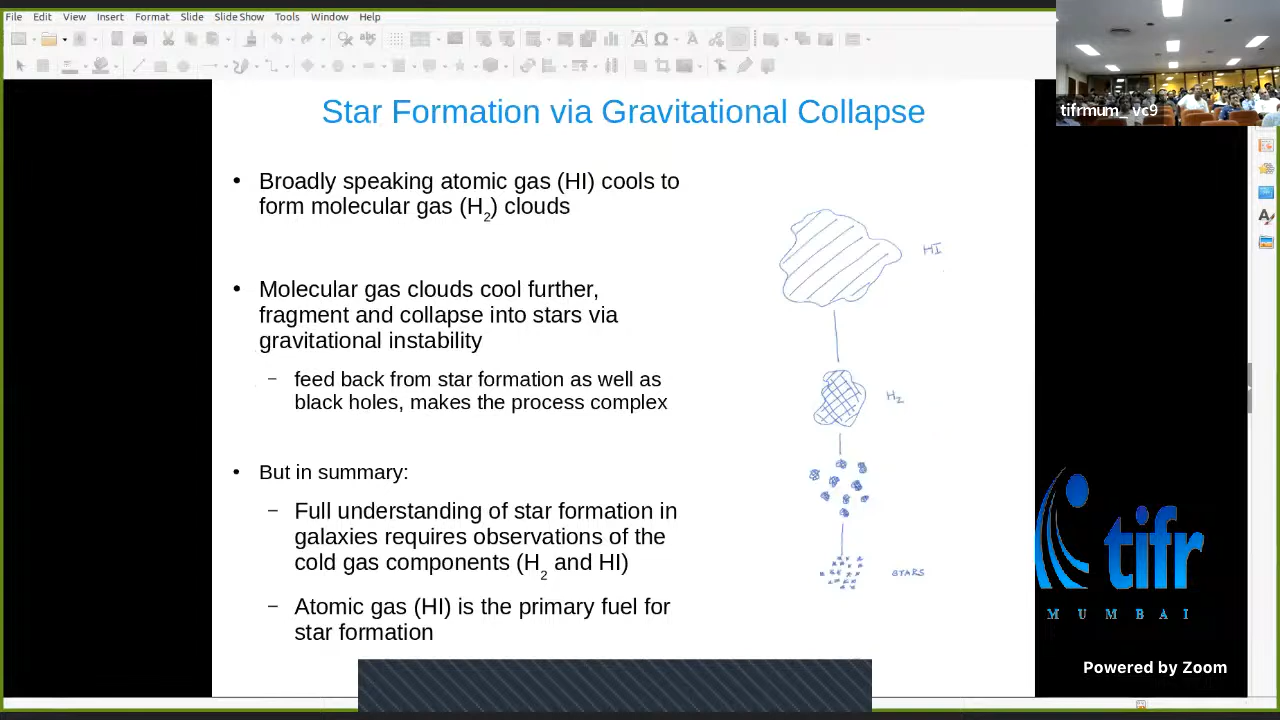 File Edit View Insert Format Slide Slide Show Tools Window Help
tifrmum_ vc9
Star Formation via Gravitational Collapse
• Broadly speaking atomic gas (HI) cools to
form molecular gas (H2) clouds
• Molecular gas clouds cool further,
fragment and collapse into stars via
gravitational instability
– feed back from star formation as well as
black holes, makes the process complex
• But in summary:
– Full understanding of star formation in
galaxies requires observations of the
cold gas components (H2 and HI)
– Atomic gas (HI) is the primary fuel for
star formation
HI
H2
STARS
tifr
MUMBAI
Powered by Zoom